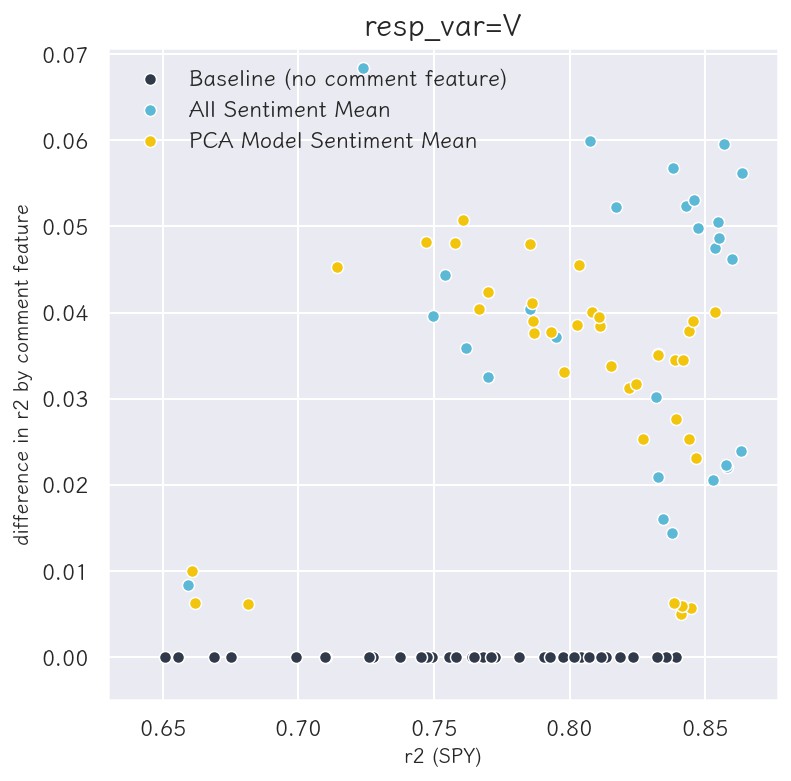 resp_var=V
0.07
0.06
0.05
0.04
0.03
0.02
0.01
0.00
difference in r2 by comment feature
Baseline (no comment feature)
All Sentiment Mean
PCA Model Sentiment Mean
0.65 0.70 0.75 0.80 0.85
r2 (SPY)